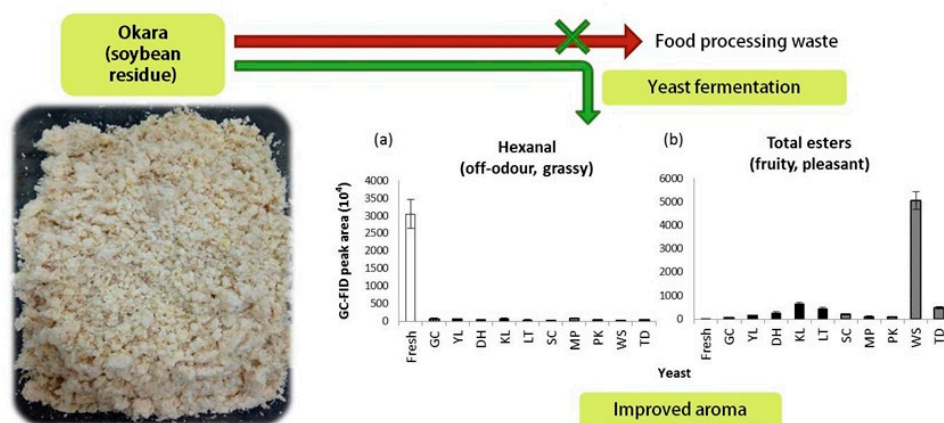 Okara
(soybean
residue)
Food processing waste
Yeast fermentation
(a)
Hexanal
(off-odour, grassy)
GC-FID peak area (10⁴)
4000
3500
3000
2500
2000
1500
1000
500
0
Fresh
GC
YL
DH
KL
LT
SC
MP
PK
WS
TD
(b)
Total esters
(fruity, pleasant)
6000
5000
4000
3000
2000
1000
0
Fresh
GC
YL
DH
KL
LT
SC
MP
PK
WS
TD
Yeast
Improved aroma